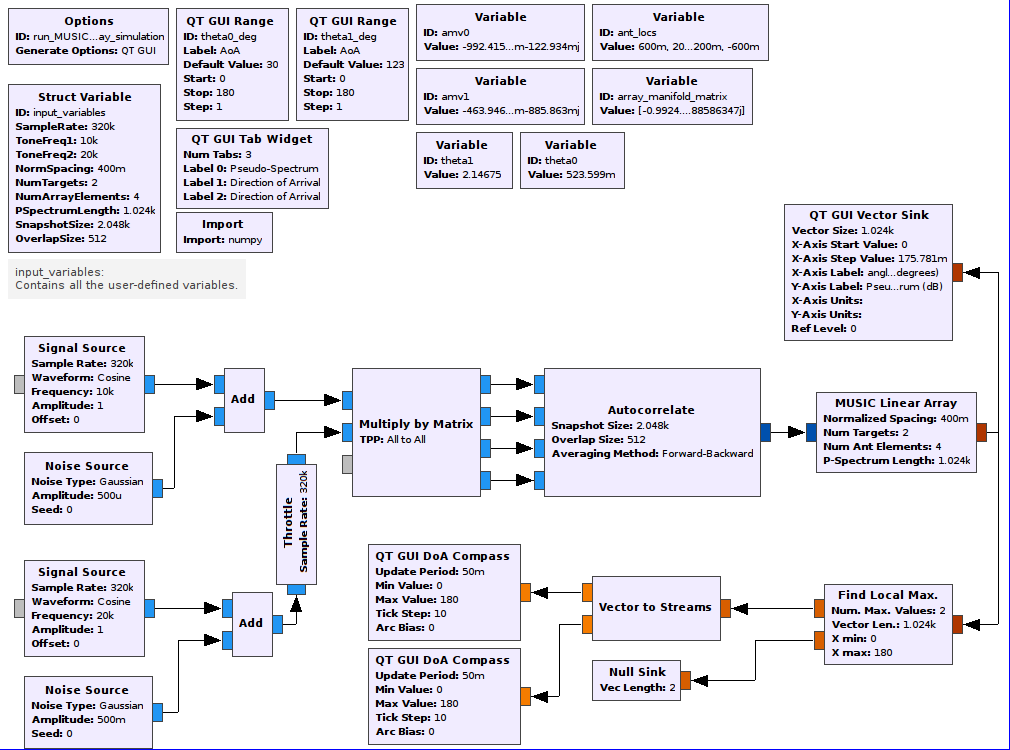 Options
ID: run_MUSIC...ay_simulation
Generate Options: QT GUI
QT GUI Range
ID: theta0_deg
Label: AoA
Default Value: 30
Start: 0
Stop: 180
Step: 1
QT GUI Range
ID: theta1_deg
Label: AoA
Default Value: 123
Start: 0
Stop: 180
Step: 1
Variable
ID: amv0
Value: -992.415...m-122.934mj
Variable
ID: ant_locs
Value: 600m, 20...200m, -600m
Variable
ID: amv1
Value: -463.946...m-885.863mj
Variable
ID: array_manifold_matrix
Value: [-0.9924....88586347j]
Struct Variable
ID: input_variables
SampleRate: 320k
ToneFreq1: 10k
ToneFreq2: 20k
NormSpacing: 400m
NumTargets: 2
NumArrayElements: 4
PSpectrumLength: 1.024k
SnapshotSize: 2.048k
OverlapSize: 512
QT GUI Tab Widget
Num Tabs: 3
Label 0: Pseudo-Spectrum
Label 1: Direction of Arrival
Label 2: Direction of Arrival
Variable
ID: theta1
Value: 2.14675
Variable
ID: theta0
Value: 523.599m
Import
Import: numpy
input_variables:
Contains all the user-defined variables.
QT GUI Vector Sink
Vector Size: 1.024k
X-Axis Start Value: 0
X-Axis Step Value: 175.781m
X-Axis Label: angl...degrees)
Y-Axis Label: Pseu...rum (dB)
X-Axis Units:
Y-Axis Units:
Ref Level: 0
Signal Source
Sample Rate: 320k
Waveform: Cosine
Frequency: 10k
Amplitude: 1
Offset: 0
Add
Noise Source
Noise Type: Gaussian
Amplitude: 500u
Seed: 0
Throttle
Sample Rate: 320k
Multiply by Matrix
TPP: All to All
Autocorrelate
Snapshot Size: 2.048k
Overlap Size: 512
Averaging Method: Forward-Backward
MUSIC Linear Array
Normalized Spacing: 400m
Num Targets: 2
Num Ant Elements: 4
P-Spectrum Length: 1.024k
Signal Source
Sample Rate: 320k
Waveform: Cosine
Frequency: 20k
Amplitude: 1
Offset: 0
Add
Noise Source
Noise Type: Gaussian
Amplitude: 500m
Seed: 0
QT GUI DoA Compass
Update Period: 50m
Min Value: 0
Max Value: 180
Tick Step: 10
Arc Bias: 0
QT GUI DoA Compass
Update Period: 50m
Min Value: 0
Max Value: 180
Tick Step: 10
Arc Bias: 0
Vector to Streams
Null Sink
Vec Length: 2
Find Local Max.
Num. Max. Values: 2
Vector Len.: 1.024k
X min: 0
X max: 180